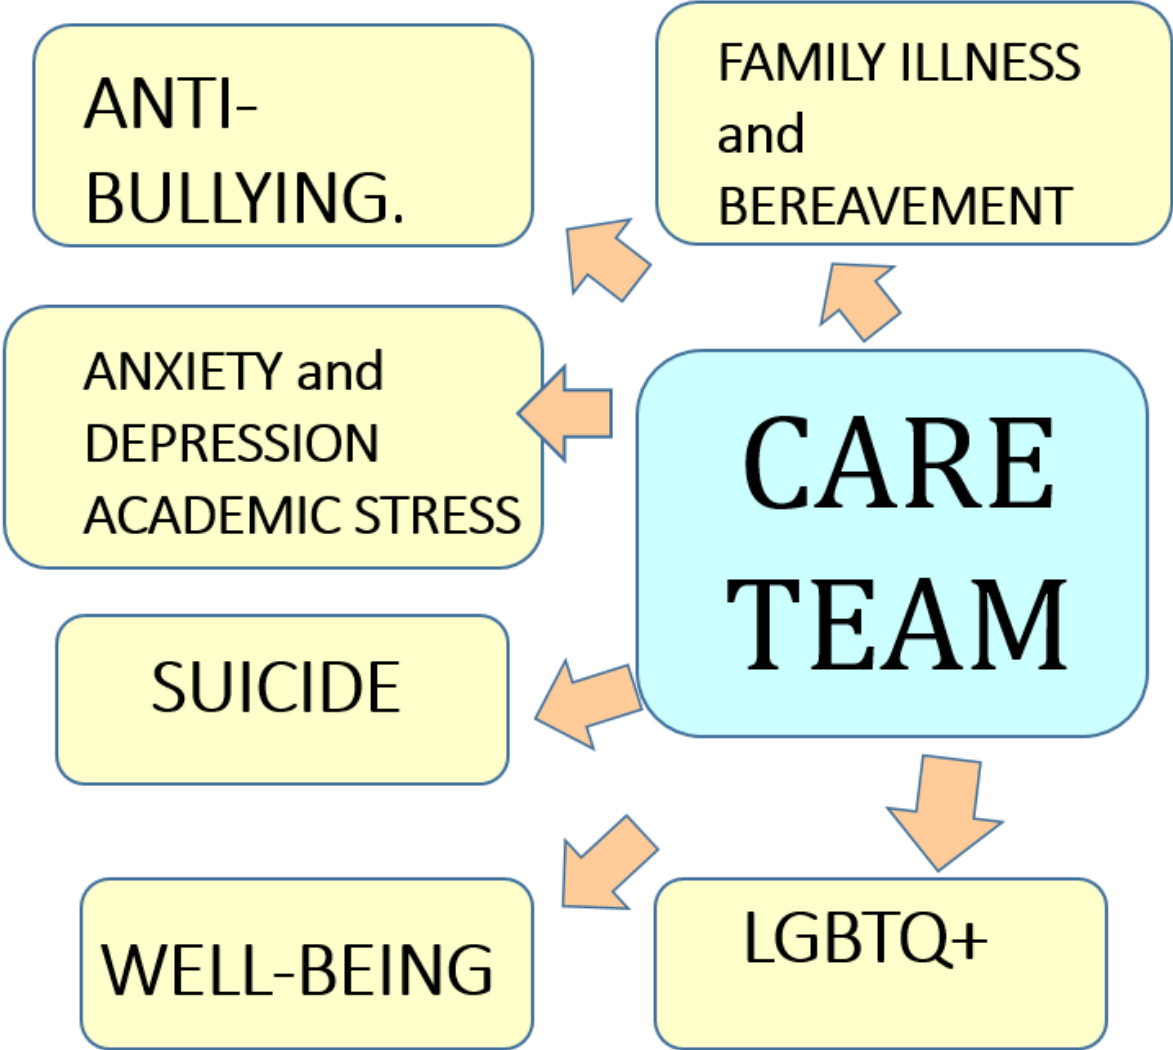 ANTI-
BULLYING.
FAMILY ILLNESS
and
BEREAVEMENT
ANXIETY and
DEPRESSION
ACADEMIC STRESS
CARE
TEAM
SUICIDE
WELL-BEING
LGBTQ+